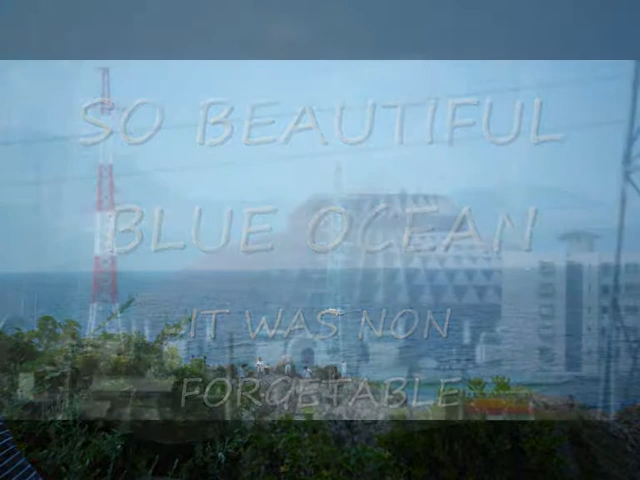 SO BEAUTIFUL
BLUE OCEAN
IT WAS NON
FORGETABLE